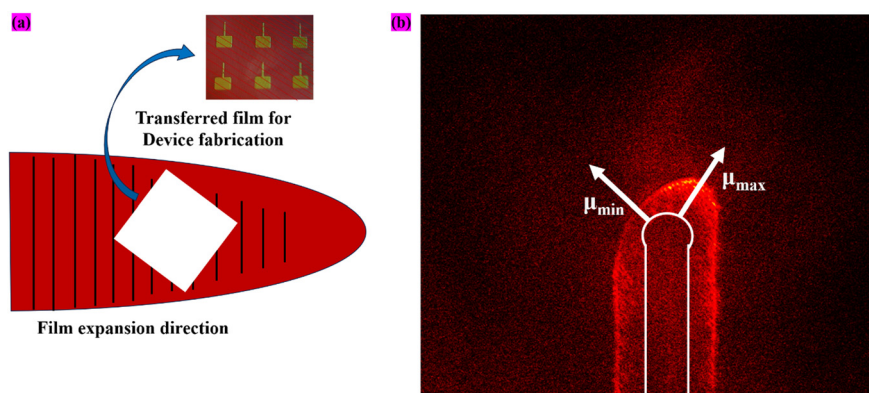 (a)
Transferred film for
Device fabrication
Film expansion direction
(b)
μmin
μmax